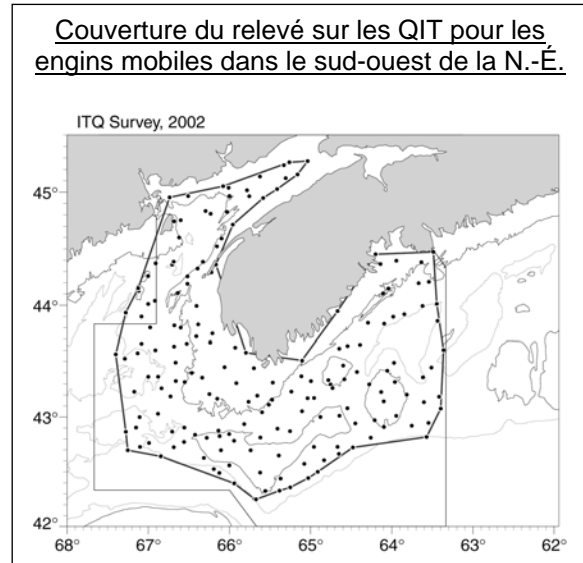 Couverture du relevé sur les QIT pour les
engins mobiles dans le sud-ouest de la N.-É.
ITQ Survey, 2002
45°
44°
43°
42°
68° 67° 66° 65° 64° 63° 62°